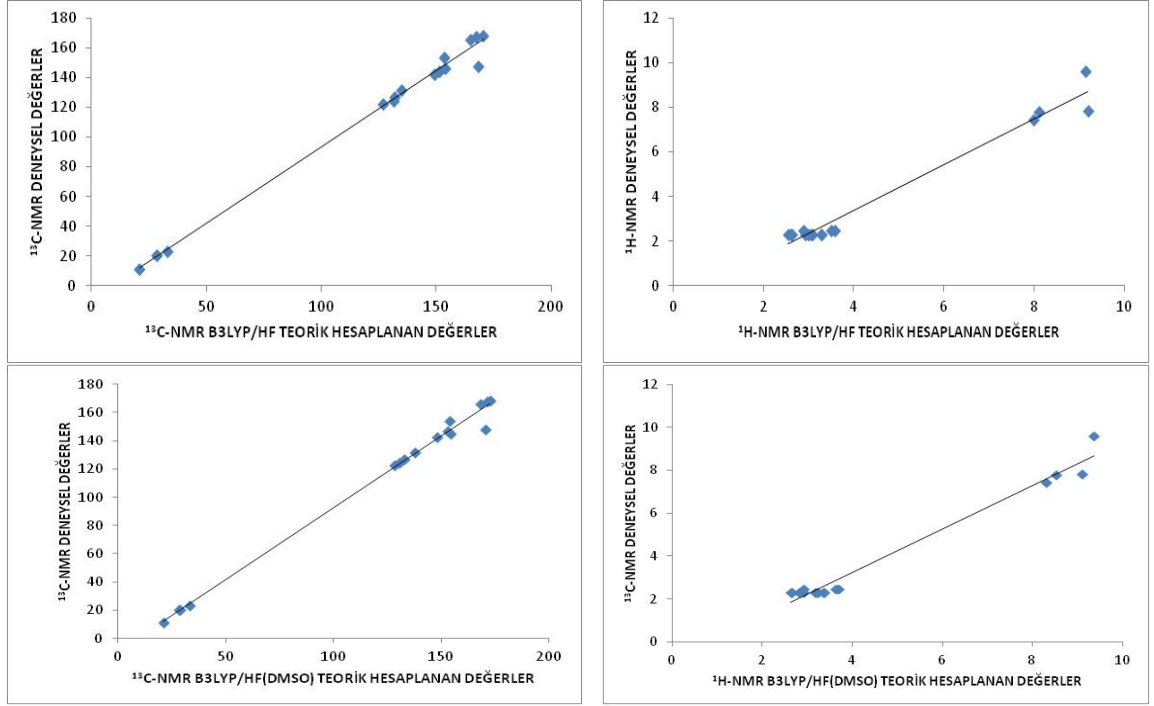 180
160
140
120
100
80
60
40
20
0
¹³C-NMR DENEYSEL DEĞERLER
0 50 100 150 200
¹³C-NMR B3LYP/HF TEORİK HESAPLANAN DEĞERLER
12
10
8
6
4
2
0
¹H-NMR DENEYSEL DEĞERLER
0 2 4 6 8 10
¹H-NMR B3LYP/HF TEORİK HESAPLANAN DEĞERLER
180
160
140
120
100
80
60
40
20
0
¹³C-NMR DENEYSEL DEĞERLER
0 50 100 150 200
¹³C-NMR B3LYP/HF(DMSO) TEORİK HESAPLANAN DEĞERLER
12
10
8
6
4
2
0
¹³C-NMR DENEYSEL DEĞERLER
0 2 4 6 8 10
¹H-NMR B3LYP/HF(DMSO) TEORİK HESAPLANAN DEĞERLER